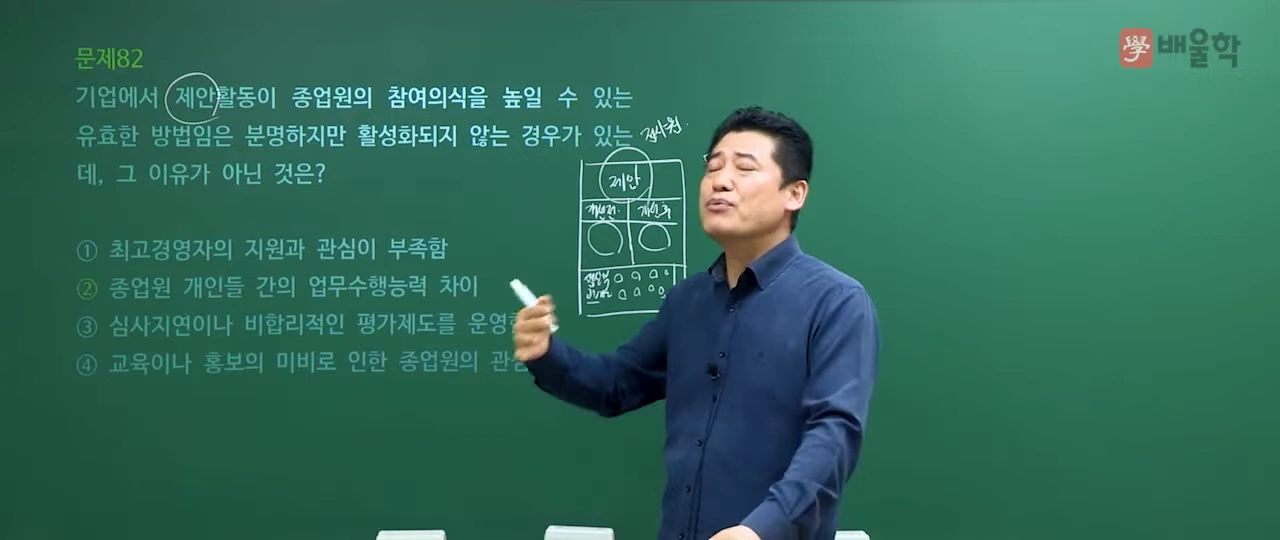 學 배울학
문제82
기업에서 제안활동이 종업원의 참여의식을 높일 수 있는
유효한 방법임은 분명하지만 활성화되지 않는 경우가 있는
데, 그 이유가 아닌 것은?
① 최고경영자의 지원과 관심이 부족함
② 종업원 개인들 간의 업무수행능력 차이
③ 심사지연이나 비합리적인 평가제도를
④ 교육이나 홍보의 미비로 인한 종업원의
제안
개선전 개선후